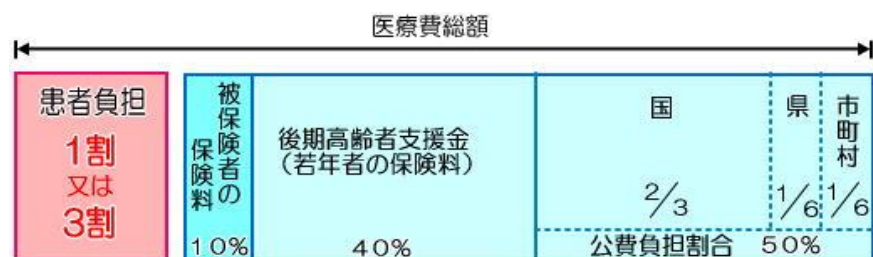 医療費総額
患者負担
1割
又は
3割
被保険者の
保険料
10%
後期高齢者支援金
（若年者の保険料）
40%
国
2/3
県
1/6
市町村
1/6
公費負担割合 50%